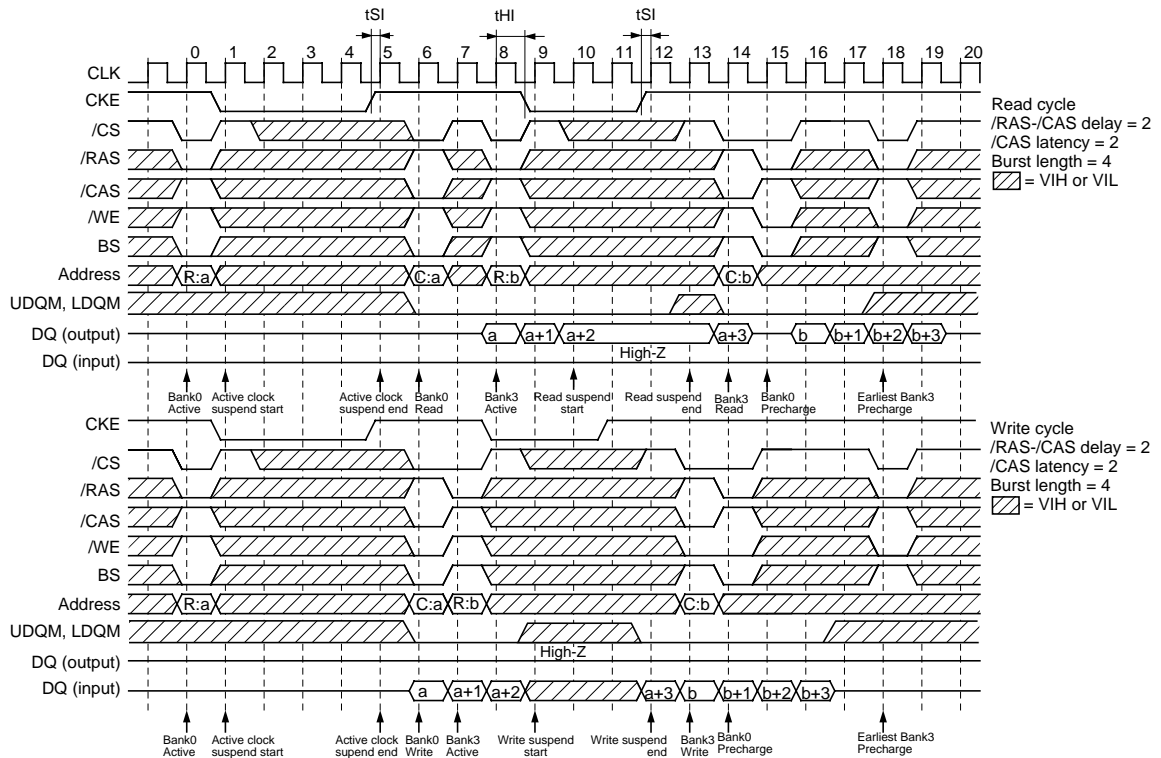 tSI tHI tSI
0 1 2 3 4 5 6 7 8 9 10 11 12 13 14 15 16 17 18 19 20
CLK
CKE
/CS
/RAS
/CAS
/WE
BS
Address R:a C:a R:b C:b
UDQM, LDQM
DQ (output) a a+1 a+2 a+3 b b+1 b+2 b+3
High-Z
DQ (input)
Read cycle
/RAS-/CAS delay = 2
/CAS latency = 2
Burst length = 4
= VIH or VIL
Bank0 Active
Active clock suspend start
Active clock suspend end
Bank0 Read
Bank3 Active
Read suspend start
Read suspend end
Bank3 Read
Bank0 Precharge
Earliest Bank3 Precharge
CKE
/CS
/RAS
/CAS
/WE
BS
Address R:a C:a R:b C:b
UDQM, LDQM
High-Z
DQ (output)
DQ (input) a a+1 a+2 a+3 b b+1 b+2 b+3
Write cycle
/RAS-/CAS delay = 2
/CAS latency = 2
Burst length = 4
= VIH or VIL
Bank0 Active
Active clock suspend start
Active clock supend end
Bank0 Write
Bank3 Active
Write suspend start
Write suspend end
Bank3 Write
Bank0 Precharge
Earliest Bank3 Precharge